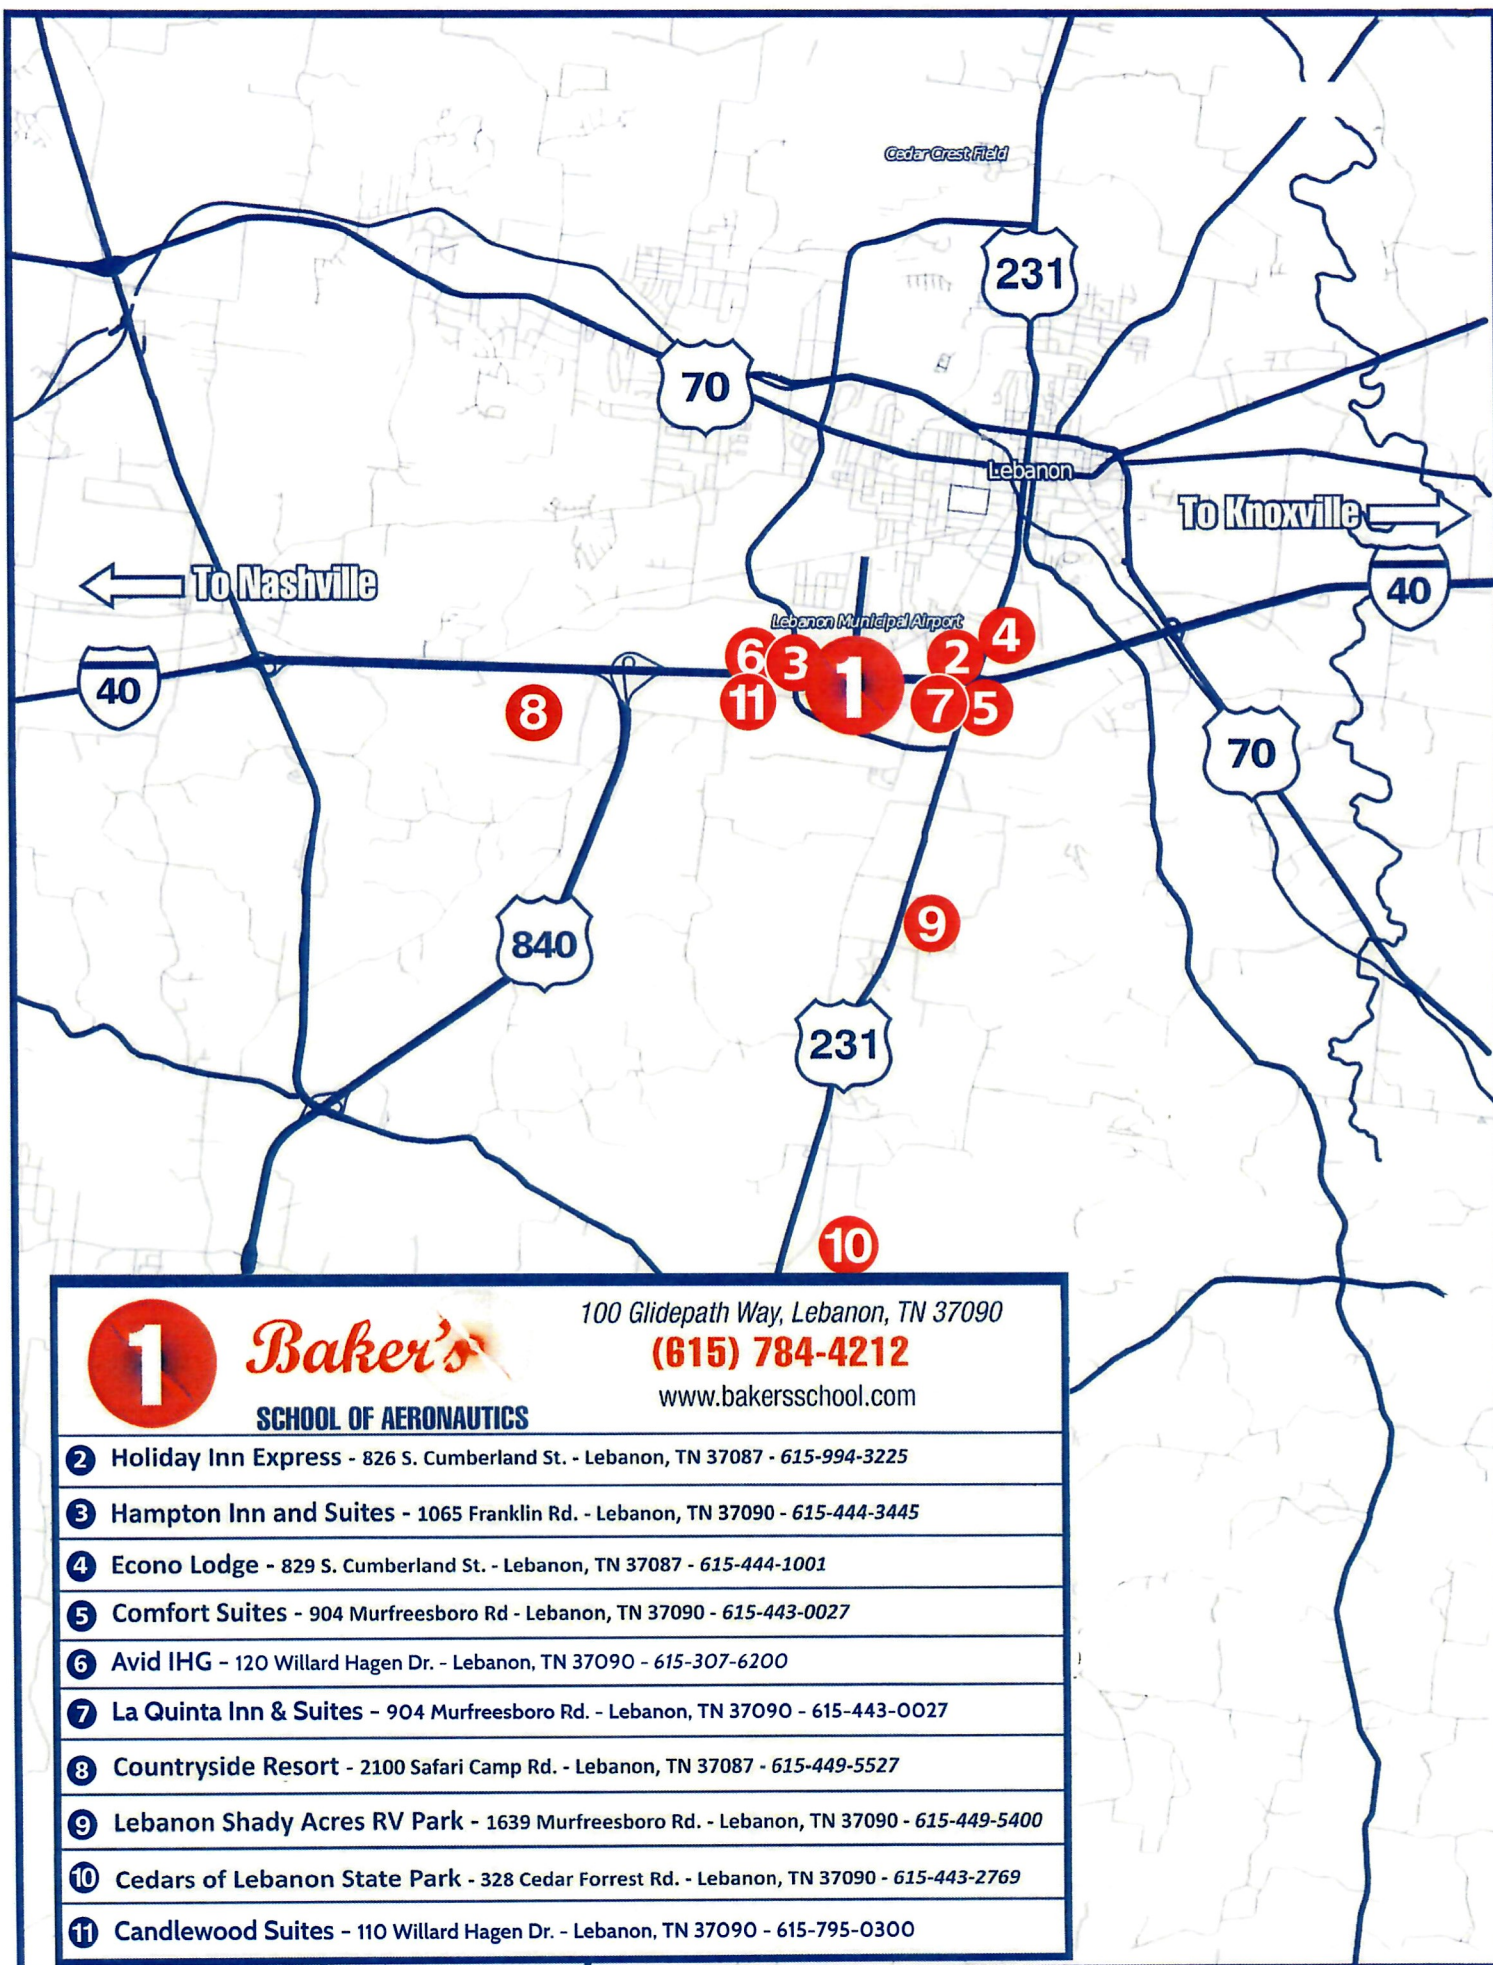 Cedar Crest Field
231
70
Lebanon
To Knoxville
To Nashville
40
Lebanon Municipal Airport
40
4
6
3
1
2
11
7
5
8
70
9
840
231
10
1
Baker's
SCHOOL OF AERONAUTICS
100 Glidepath Way, Lebanon, TN 37090
(615) 784-4212
www.bakersschool.com
2 Holiday Inn Express - 826 S. Cumberland St. - Lebanon, TN 37087 - 615-994-3225
3 Hampton Inn and Suites - 1065 Franklin Rd. - Lebanon, TN 37090 - 615-444-3445
4 Econo Lodge - 829 S. Cumberland St. - Lebanon, TN 37087 - 615-444-1001
5 Comfort Suites - 904 Murfreesboro Rd - Lebanon, TN 37090 - 615-443-0027
6 Avid IHG - 120 Willard Hagen Dr. - Lebanon, TN 37090 - 615-307-6200
7 La Quinta Inn & Suites - 904 Murfreesboro Rd. - Lebanon, TN 37090 - 615-443-0027
8 Countryside Resort - 2100 Safari Camp Rd. - Lebanon, TN 37087 - 615-449-5527
9 Lebanon Shady Acres RV Park - 1639 Murfreesboro Rd. - Lebanon, TN 37090 - 615-449-5400
10 Cedars of Lebanon State Park - 328 Cedar Forrest Rd. - Lebanon, TN 37090 - 615-443-2769
11 Candlewood Suites - 110 Willard Hagen Dr. - Lebanon, TN 37090 - 615-795-0300